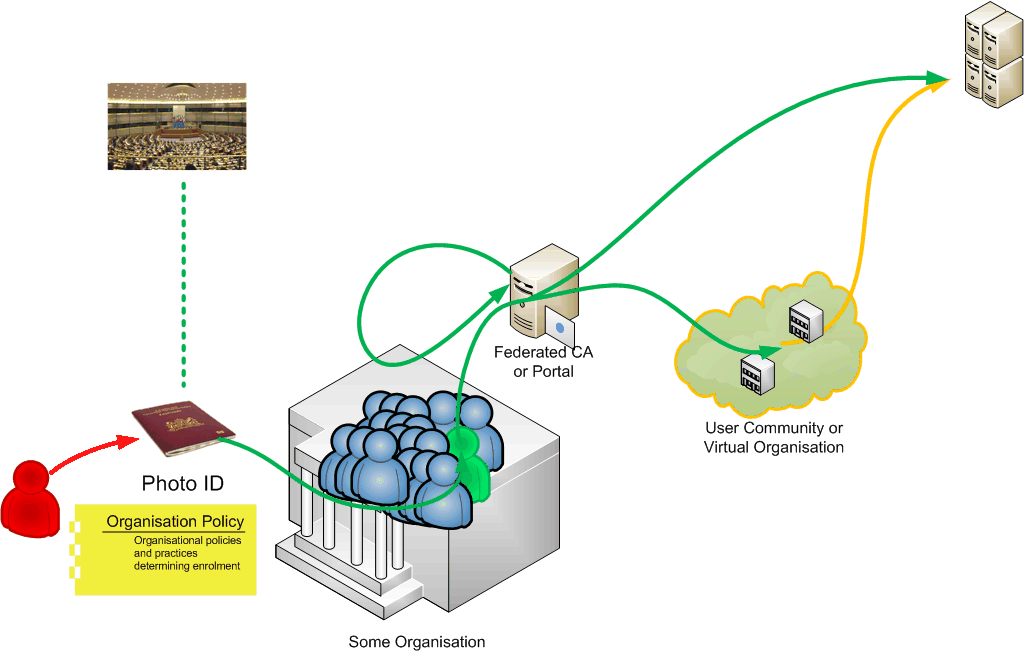 Photo ID
Organisation Policy
Organisational policies
and practices
determining enrolment
Some Organisation
Federated CA
or Portal
User Community or
Virtual Organisation